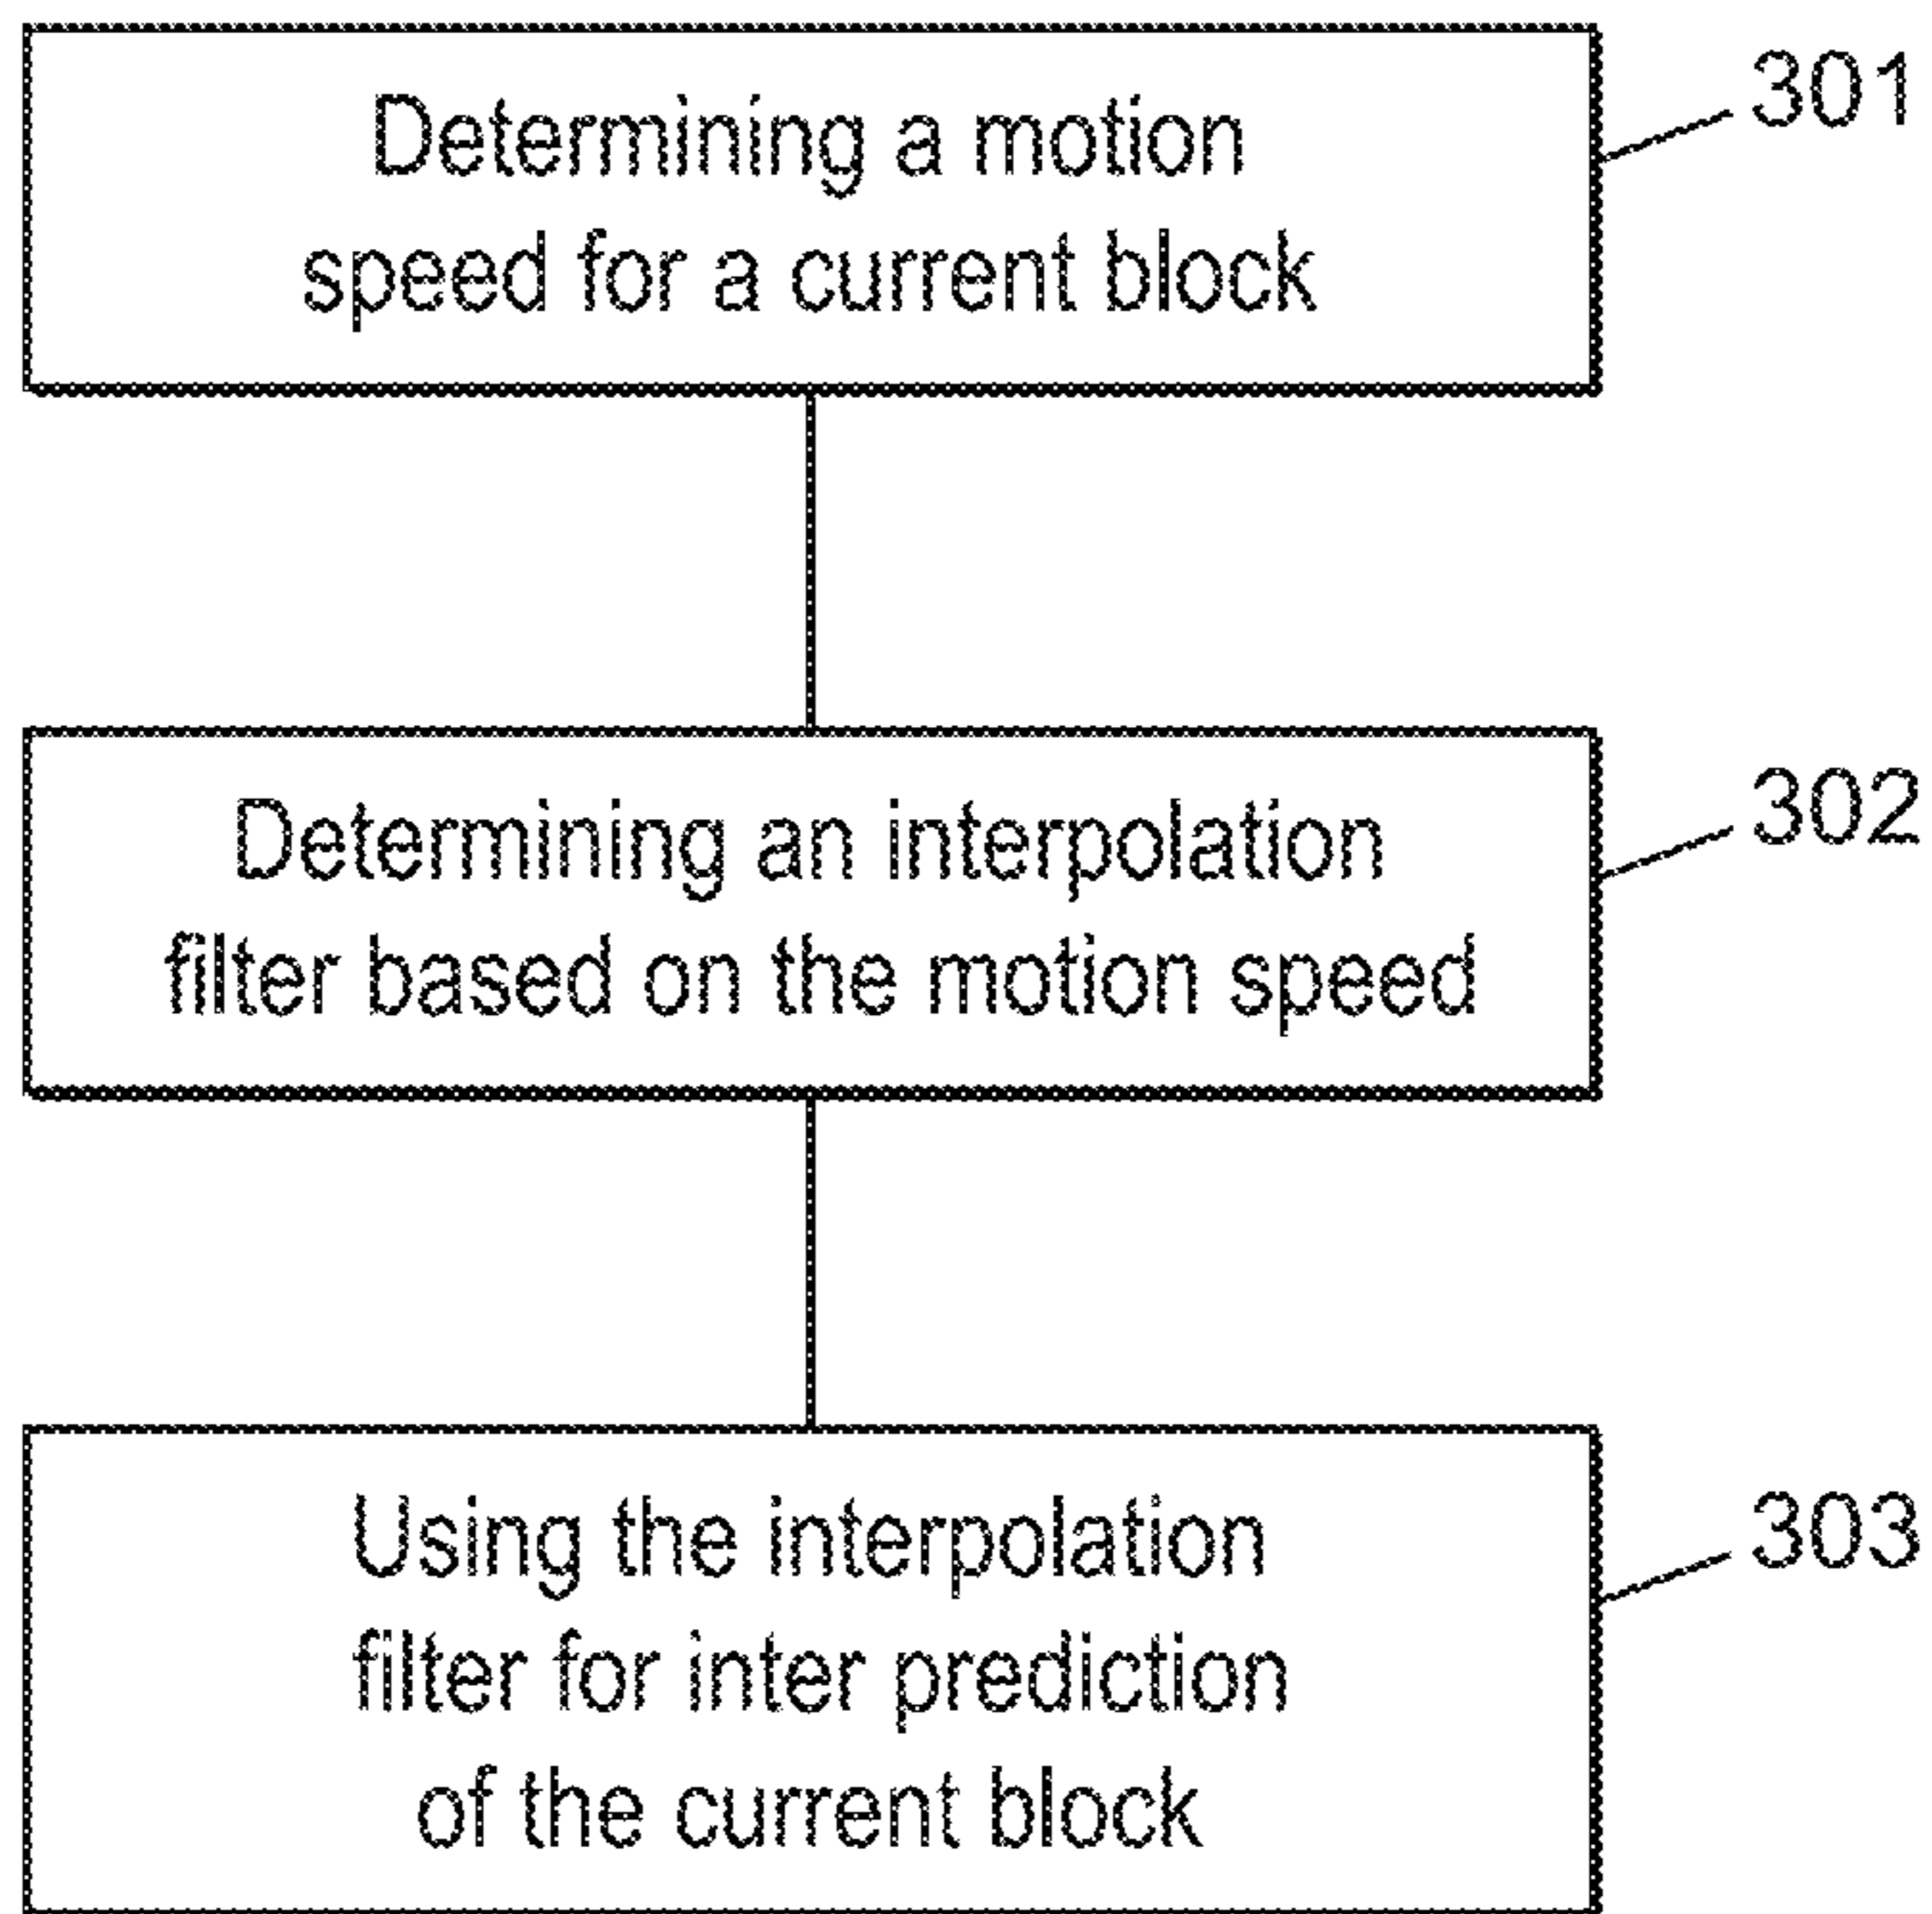 Determining a motion
speed for a current block
301
Determining an interpolation
filter based on the motion speed
302
Using the interpolation
filter for inter prediction
of the current block
303